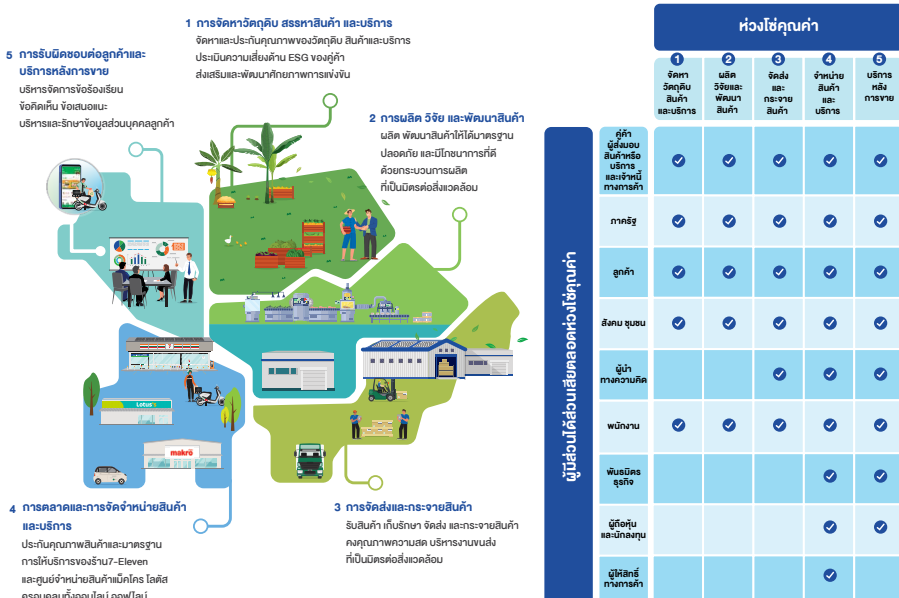 1 การจัดหาวัตถุดิบ สรรหาสินค้า และบริการ
จัดหาและประกันคุณภาพของวัตถุดิบ สินค้าและบริการ
ประเมินความเสี่ยงด้าน ESG ของคู่ค้า
ส่งเสริมและพัฒนาศักยภาพการแข่งขัน
5 การรับผิดชอบต่อลูกค้าและ
บริการหลังการขาย
บริหารจัดการข้อร้องเรียน
ข้อคิดเห็น ข้อเสนอแนะ
บริหารและรักษาข้อมูลส่วนบุคคลลูกค้า
2 การผลิต วิจัย และพัฒนาสินค้า
ผลิต พัฒนาสินค้าให้ได้มาตรฐาน
ปลอดภัย และมีโภชนาการที่ดี
ด้วยกระบวนการผลิต
ที่เป็นมิตรต่อสิ่งแวดล้อม
Lotus's
makro
4 การตลาดและการจัดจำหน่ายสินค้า
และบริการ
ประกันคุณภาพสินค้าและมาตรฐาน
การให้บริการของร้าน7-Eleven
และศูนย์จำหน่ายสินค้าแม็คโคร โลตัส
ครอบคลุมทั้งออนไลน์ ออฟไลน์
3 การจัดส่งและกระจายสินค้า
รับสินค้า เก็บรักษา จัดส่ง และกระจายสินค้า
คงคุณภาพความสด บริหารงานขนส่ง
ที่เป็นมิตรต่อสิ่งแวดล้อม
ห่วงโซ่คุณค่า
1
จัดหา
วัตถุดิบ
สินค้า
และบริการ
2
ผลิต
วิจัยและ
พัฒนา
สินค้า
3
จัดส่ง
และ
กระจาย
สินค้า
4
จำหน่าย
สินค้า
และ
บริการ
5
บริการ
หลัง
การขาย
ผู้มีส่วนได้ส่วนเสียตลอดห่วงโซ่คุณค่า
คู่ค้า
ผู้ส่งมอบ
สินค้าหรือ
บริการ
และเจ้าหนี้
ทางการค้า
ภาครัฐ
ลูกค้า
สังคม ชุมชน
ผู้นำ
ทางความคิด
พนักงาน
พันธมิตร
ธุรกิจ
ผู้ถือหุ้น
และนักลงทุน
ผู้ให้สิทธิ์
ทางการค้า